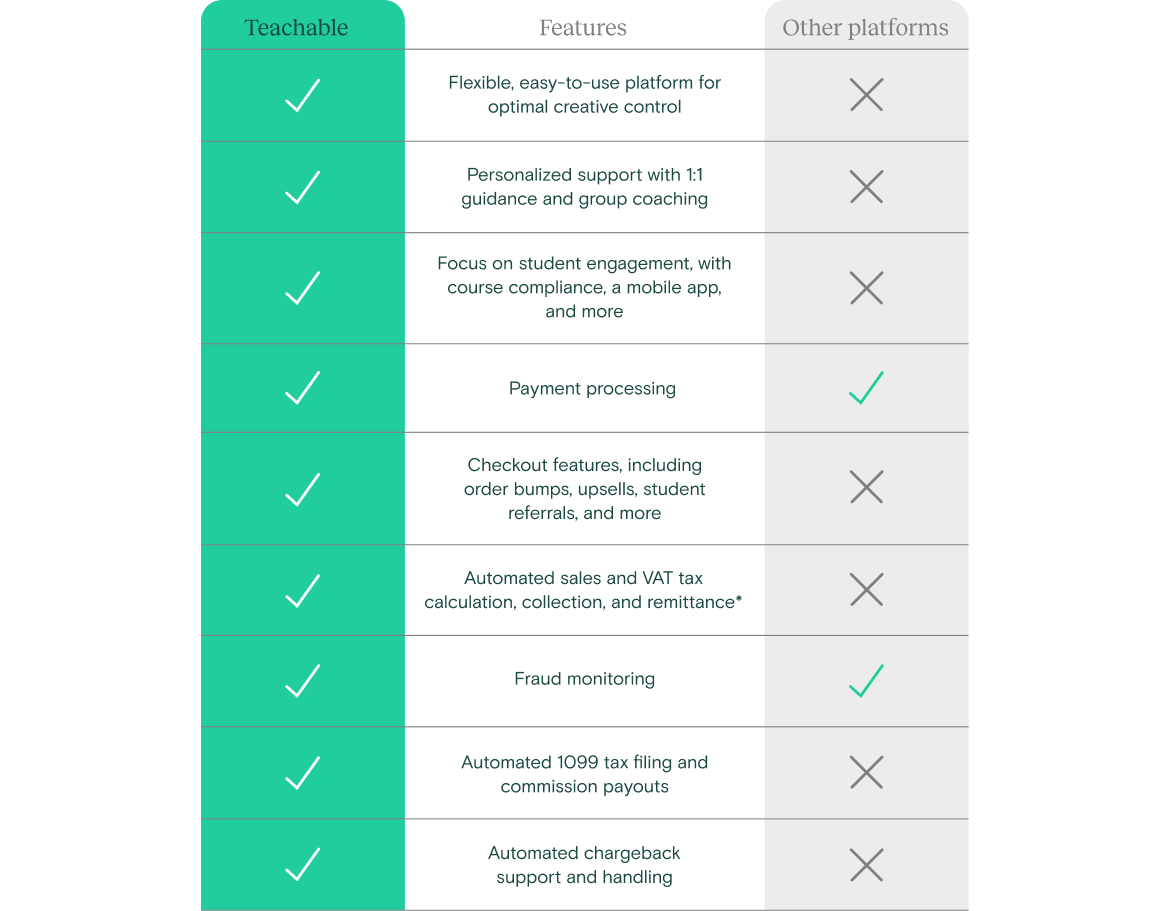 Teachable
Features
Other platforms
Flexible, easy-to-use platform for
optimal creative control
Personalized support with 1:1
guidance and group coaching
Focus on student engagement, with
course compliance, a mobile app,
and more
Payment processing
Checkout features, including
order bumps, upsells, student
referrals, and more
Automated sales and VAT tax
calculation, collection, and remittance*
Fraud monitoring
Automated 1099 tax filing and
commission payouts
Automated chargeback
support and handling